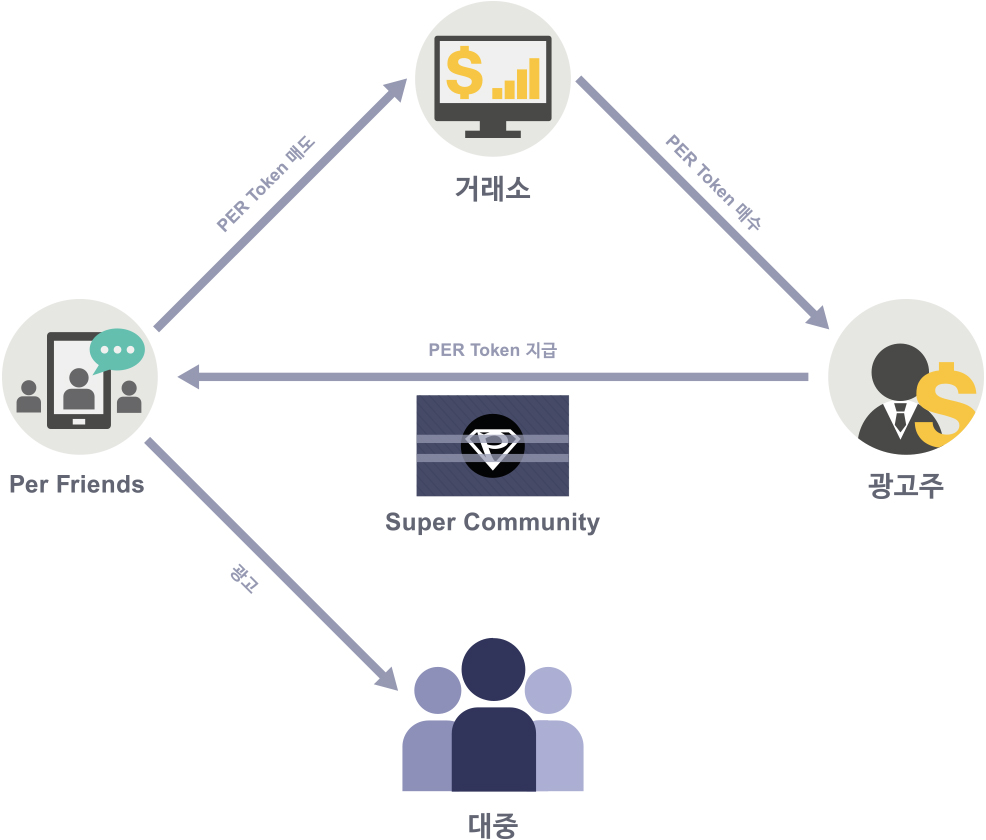 거래소
PER Token 매도
PER Token 매수
PER Token 지급
P
Per Friends
Super Community
광고주
광고
대중